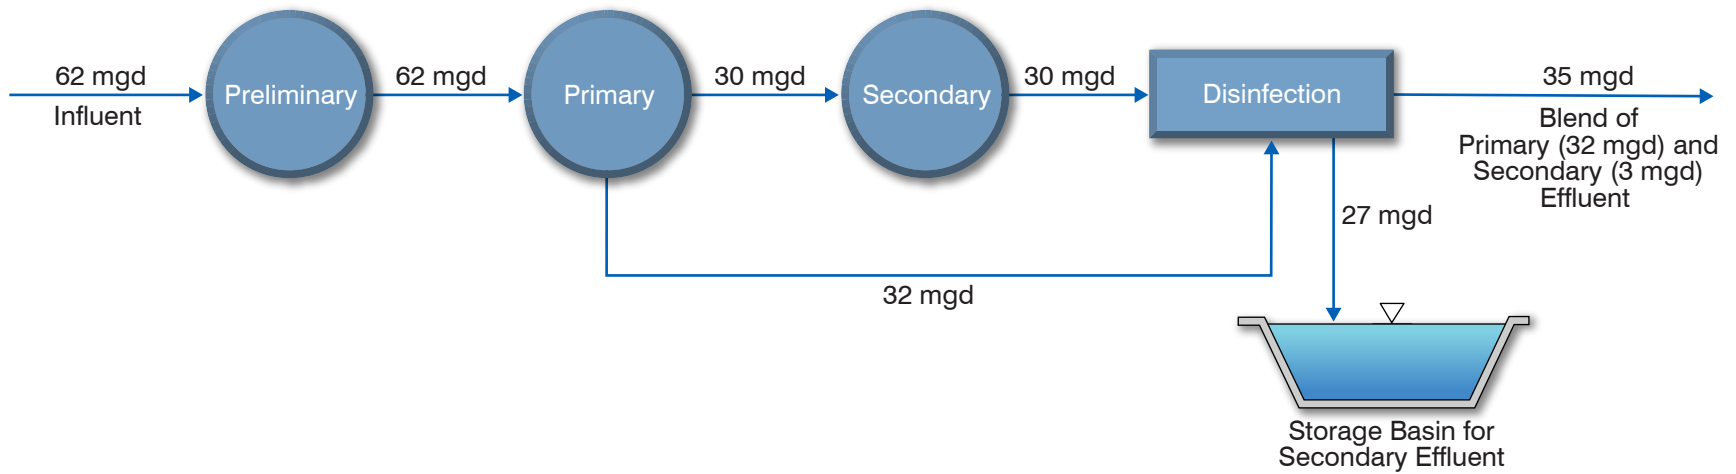 62 mgd
Influent
Preliminary
62 mgd
Primary
30 mgd
Secondary
30 mgd
Disinfection
35 mgd
Blend of
Primary (32 mgd) and
Secondary (3 mgd)
Effluent
27 mgd
32 mgd
Storage Basin for
Secondary Effluent